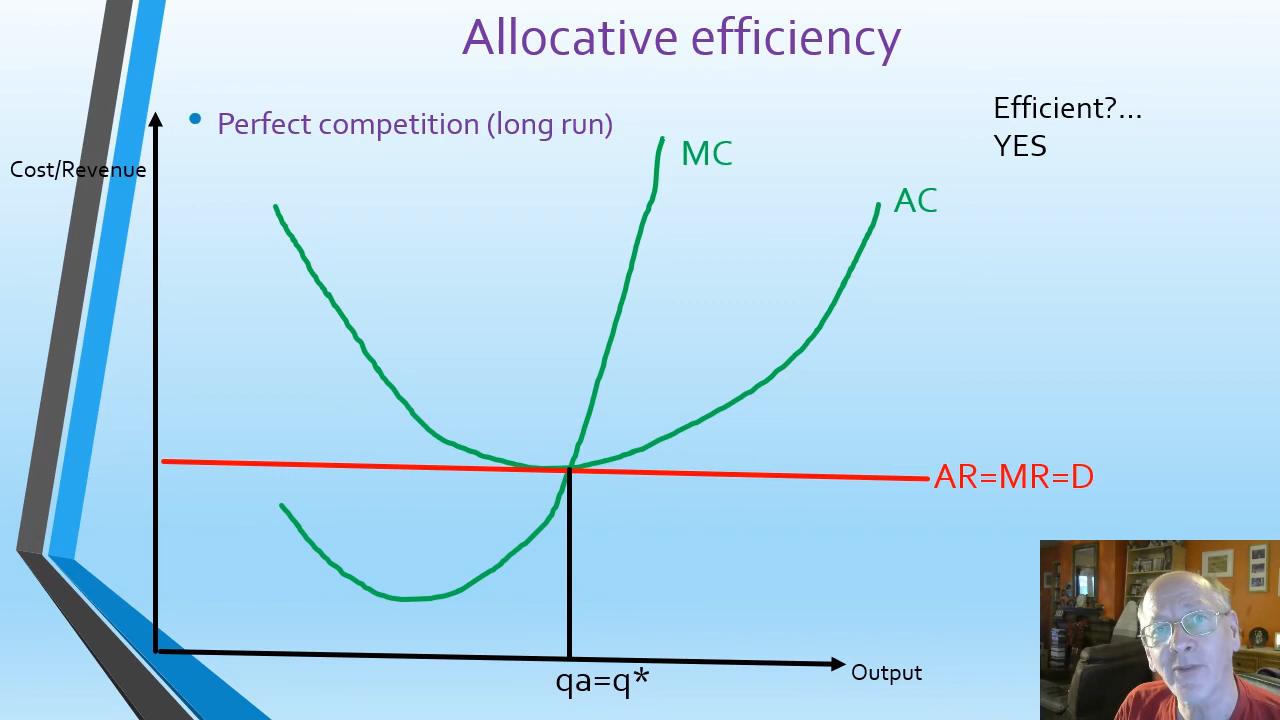 Allocative efficiency
Perfect competition (long run)
Efficient?...
YES
Cost/Revenue
MC
AC
AR=MR=D
Output
qa=q*